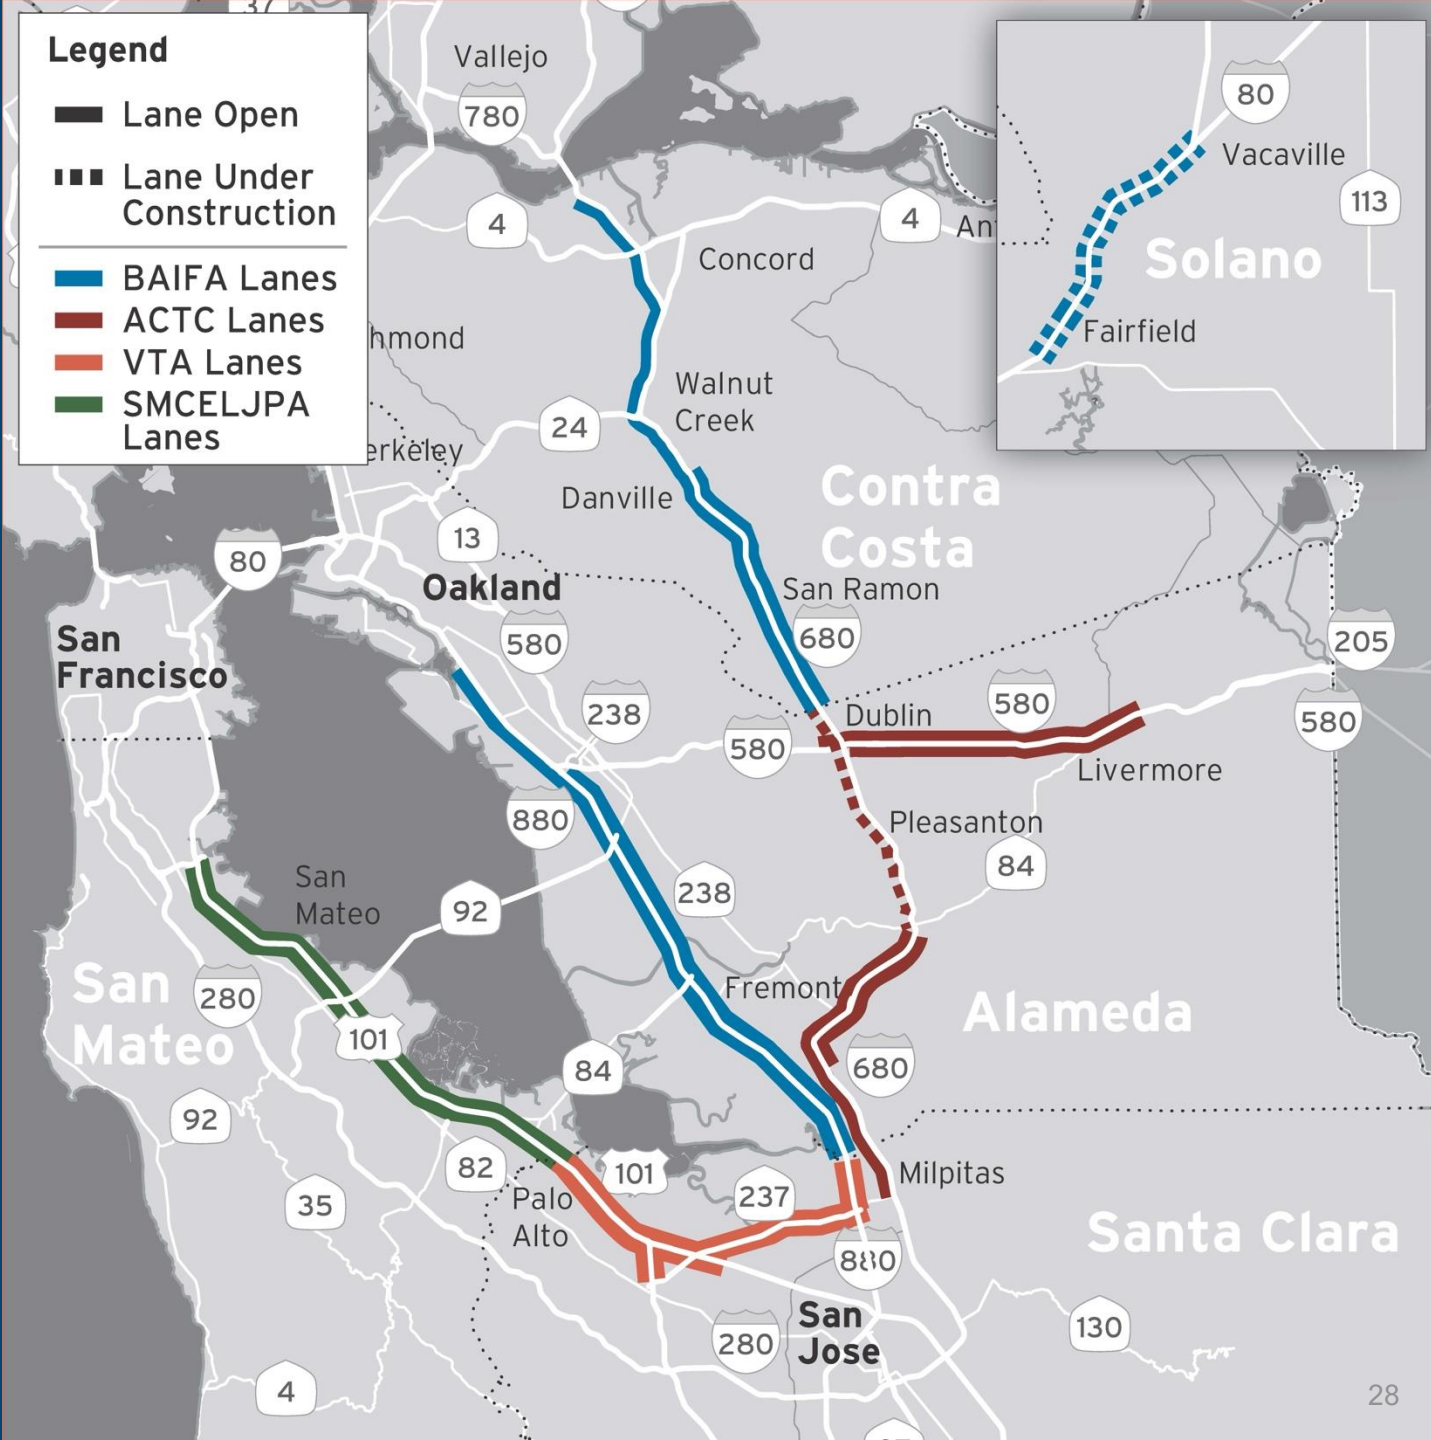 37
Legend
Lane Open
Lane Under
Construction
BAIFA Lanes
ACTC Lanes
VTA Lanes
SMCELJPA
Lanes
Vallejo
780
4
4
An
Concord
hmond
Walnut
Creek
24
erkeley
Danville
Contra
Costa
13
80
Oakland
San Ramon
580
680
San
Francisco
205
238
580
Dublin
580
580
Livermore
880
Pleasanton
84
San
Mateo
238
92
San
Mateo
280
Fremont
Alameda
101
84
680
92
82
101
Milpitas
237
35
Palo
Alto
Santa Clara
880
San
Jose
280
130
4
28
80
Vacaville
113
Solano
Fairfield